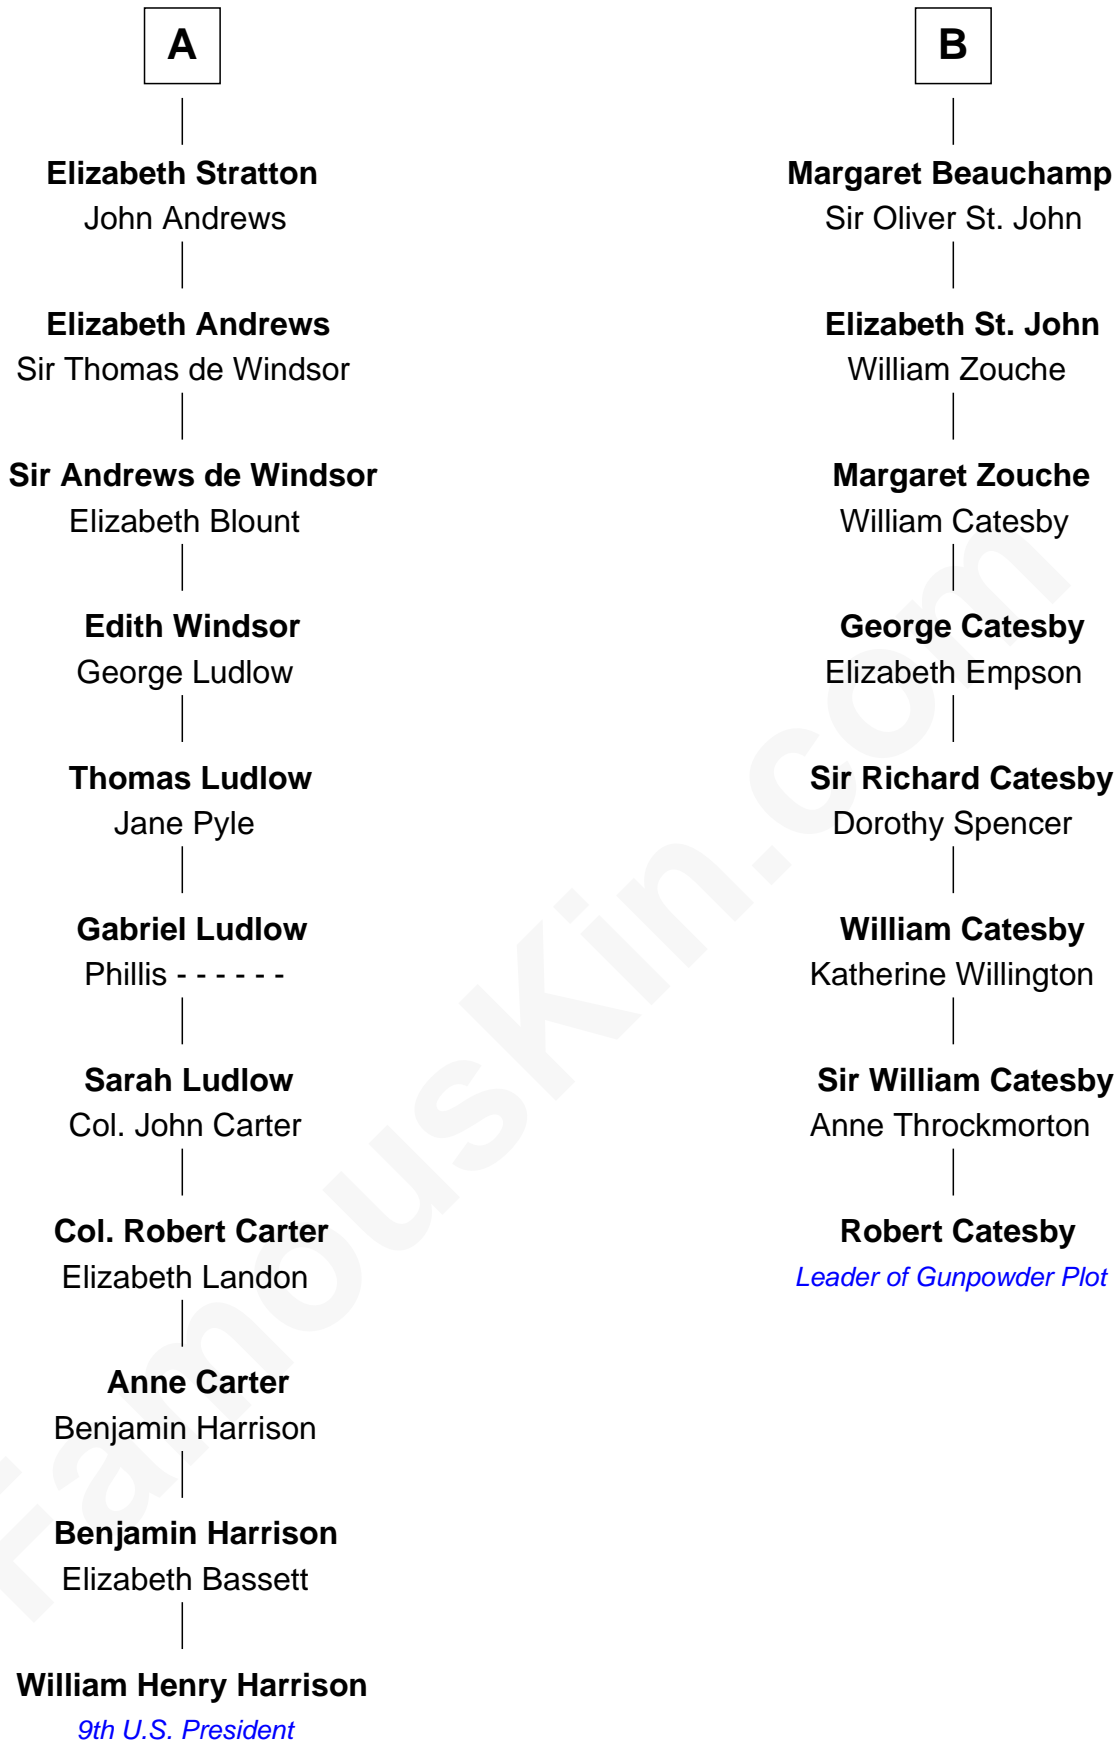 A
Elizabeth Stratton
John Andrews
Elizabeth Andrews
Sir Thomas de Windsor
Sir Andrews de Windsor
Elizabeth Blount
Edith Windsor
George Ludlow
Thomas Ludlow
Jane Pyle
Gabriel Ludlow
Phillis - - - - - -
Sarah Ludlow
Col. John Carter
Col. Robert Carter
Elizabeth Landon
Anne Carter
Benjamin Harrison
Benjamin Harrison
Elizabeth Bassett
William Henry Harrison
9th U.S. President
B
Margaret Beauchamp
Sir Oliver St. John
Elizabeth St. John
William Zouche
Margaret Zouche
William Catesby
George Catesby
Elizabeth Empson
Sir Richard Catesby
Dorothy Spencer
William Catesby
Katherine Willington
Sir William Catesby
Anne Throckmorton
Robert Catesby
Leader of Gunpowder Plot
FamousKin.com